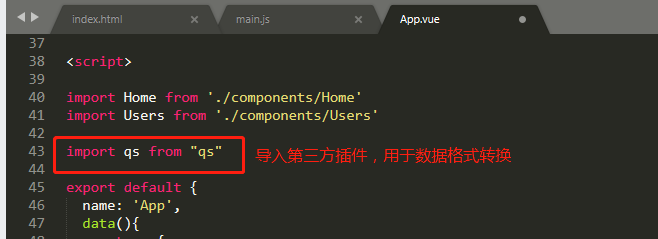 index.html main.js App.vue
37
38 <script>
39
40 import Home from './components/Home'
41 import Users from './components/Users'
42
43 import qs from "qs" 导入第三方插件，用于数据格式转换
44
45 export default {
46 name: 'App',
47 data(){
48